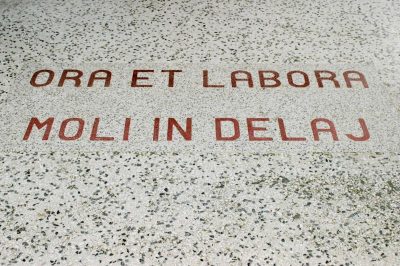 ORA ET LABORA
MOLI IN DELAJ